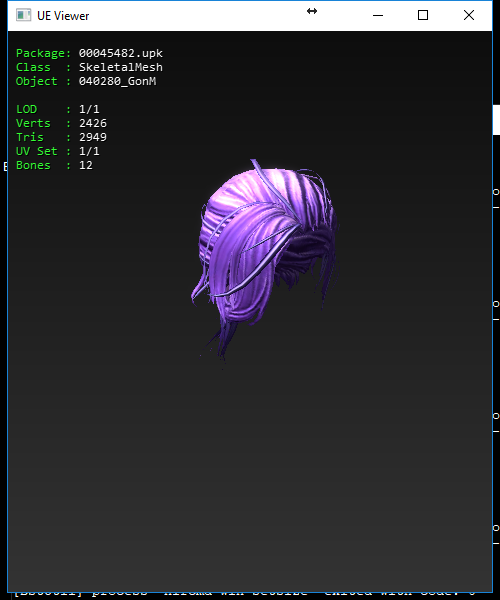 UE Viewer
Package: 00045482.upk
Class : SkeletalMesh
Object : 040280_GonM
LOD : 1/1
Verts : 2426
Tris : 2949
UV Set : 1/1
Bones : 12